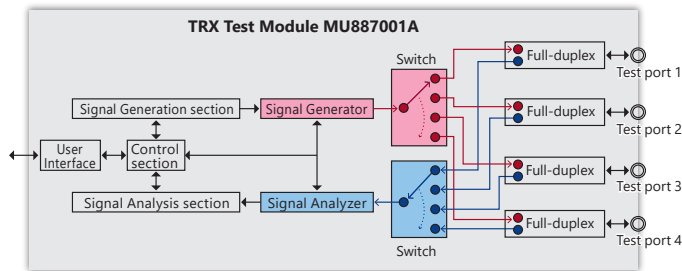 TRX Test Module MU887001A
Switch
Full-duplex
Test port 1
Signal Generation section
Signal Generator
Full-duplex
Test port 2
User
Interface
Control
section
Full-duplex
Test port 3
Signal Analysis section
Signal Analyzer
Full-duplex
Test port 4
Switch